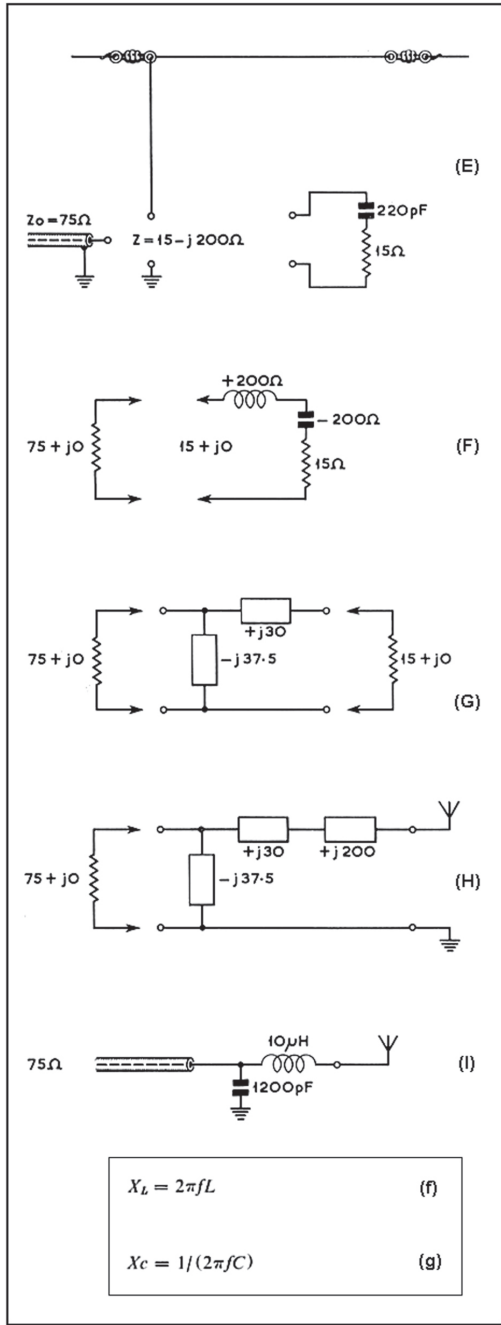 (E)
Zo=75Ω
Z=15-j200Ω
220pF
15Ω
+200Ω
-200Ω
75+j0
15+j0
15Ω
(F)
+j30
75+j0
-j37·5
15+j0
(G)
+j30
+j200
75+j0
-j37·5
(H)
10μH
75Ω
(I)
1200pF
X_L = 2πfL (f)
Xc = 1/(2πfC) (g)